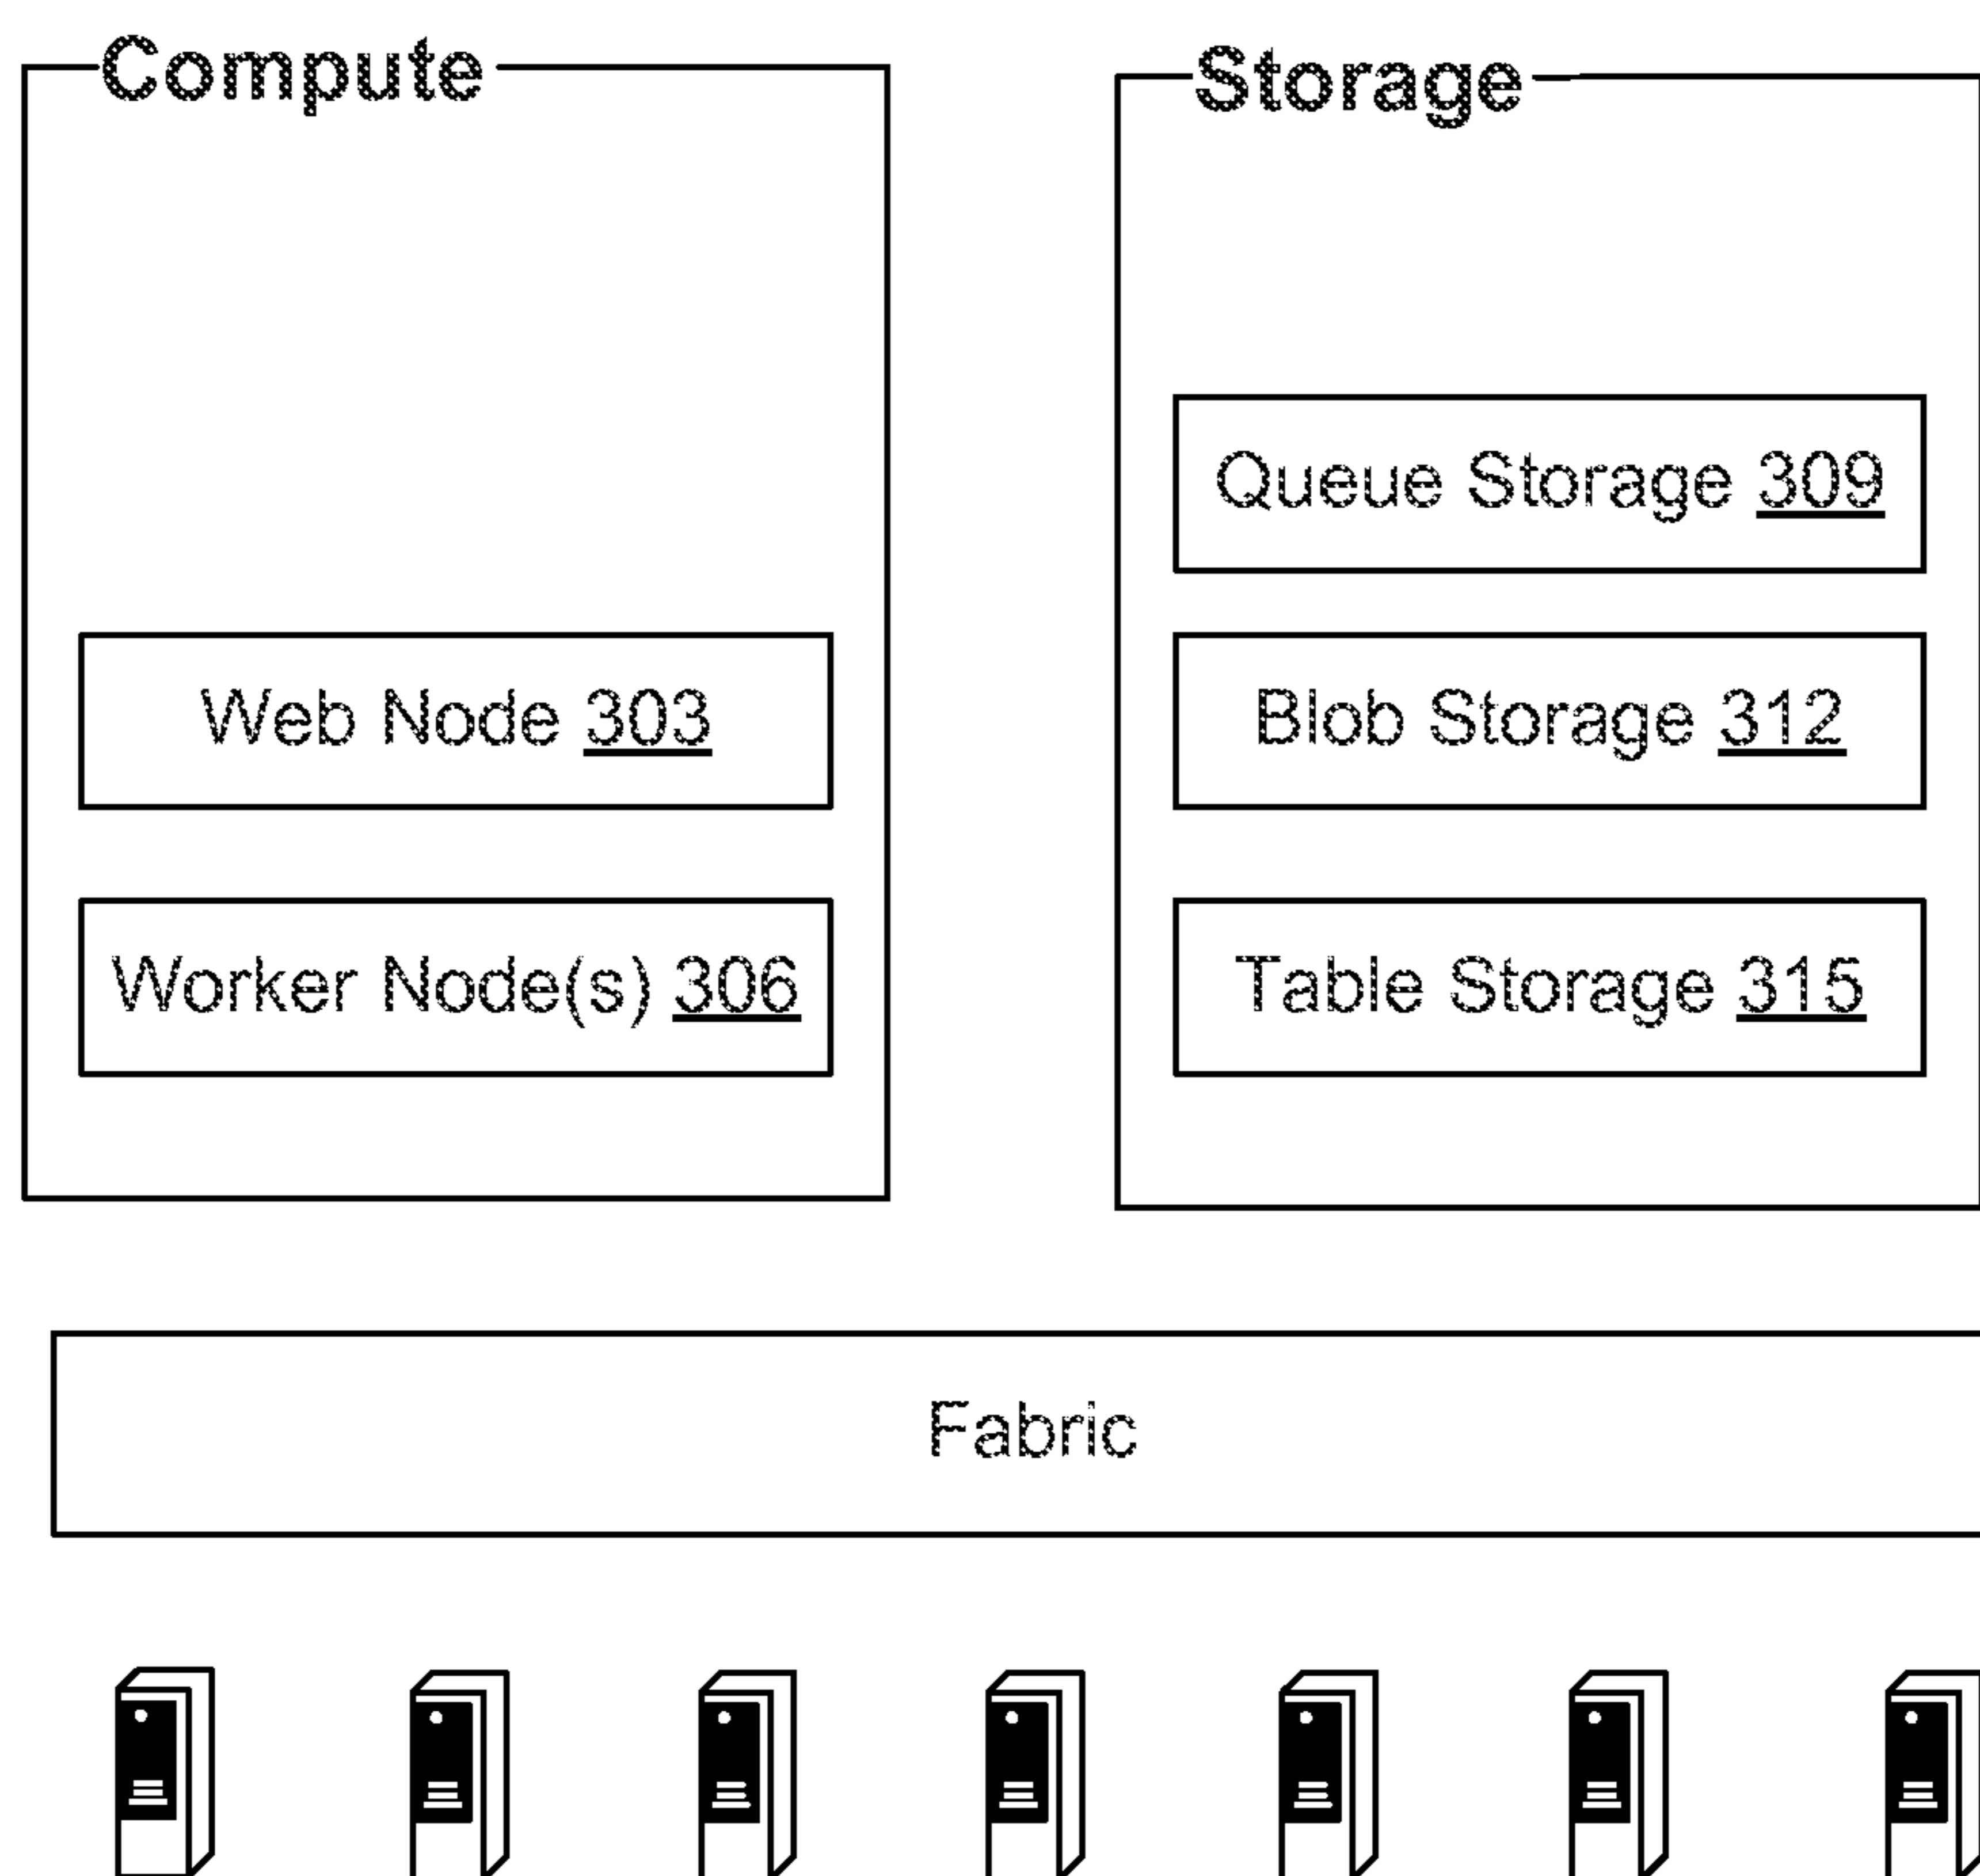 Compute
Web Node 303
Worker Node(s) 306
Storage
Queue Storage 309
Blob Storage 312
Table Storage 315
Fabric